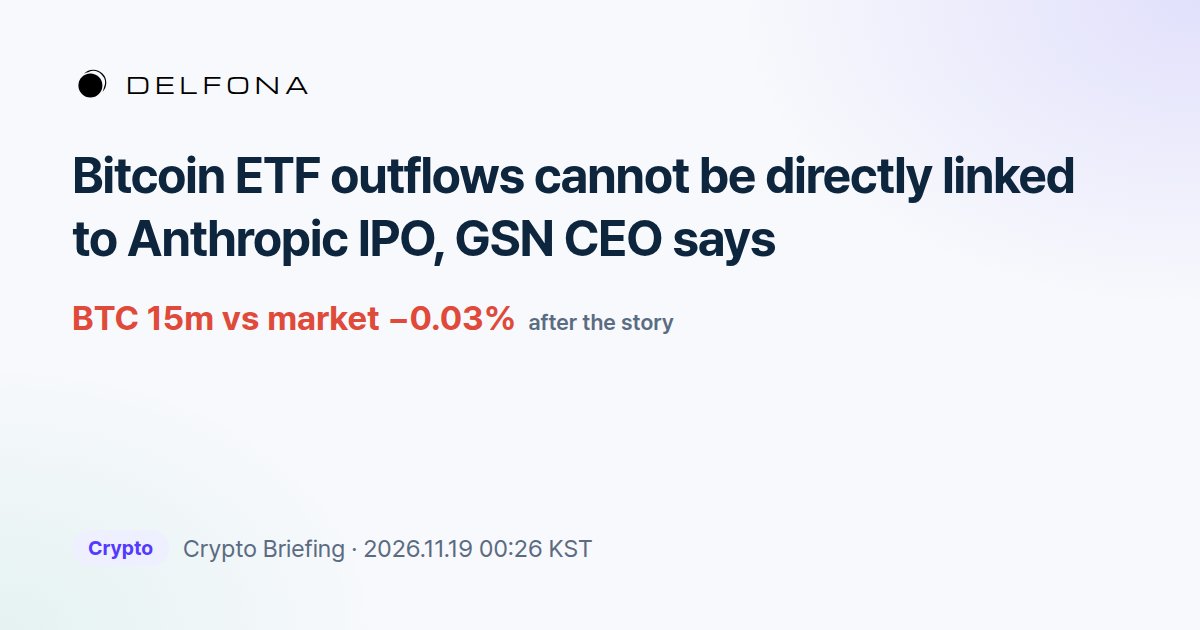 DELFONA
Bitcoin ETF outflows cannot be directly linked
to Anthropic IPO, GSN CEO says
BTC 15m vs market −0.03% after the story
Crypto Crypto Briefing · 2026.11.19 00:26 KST